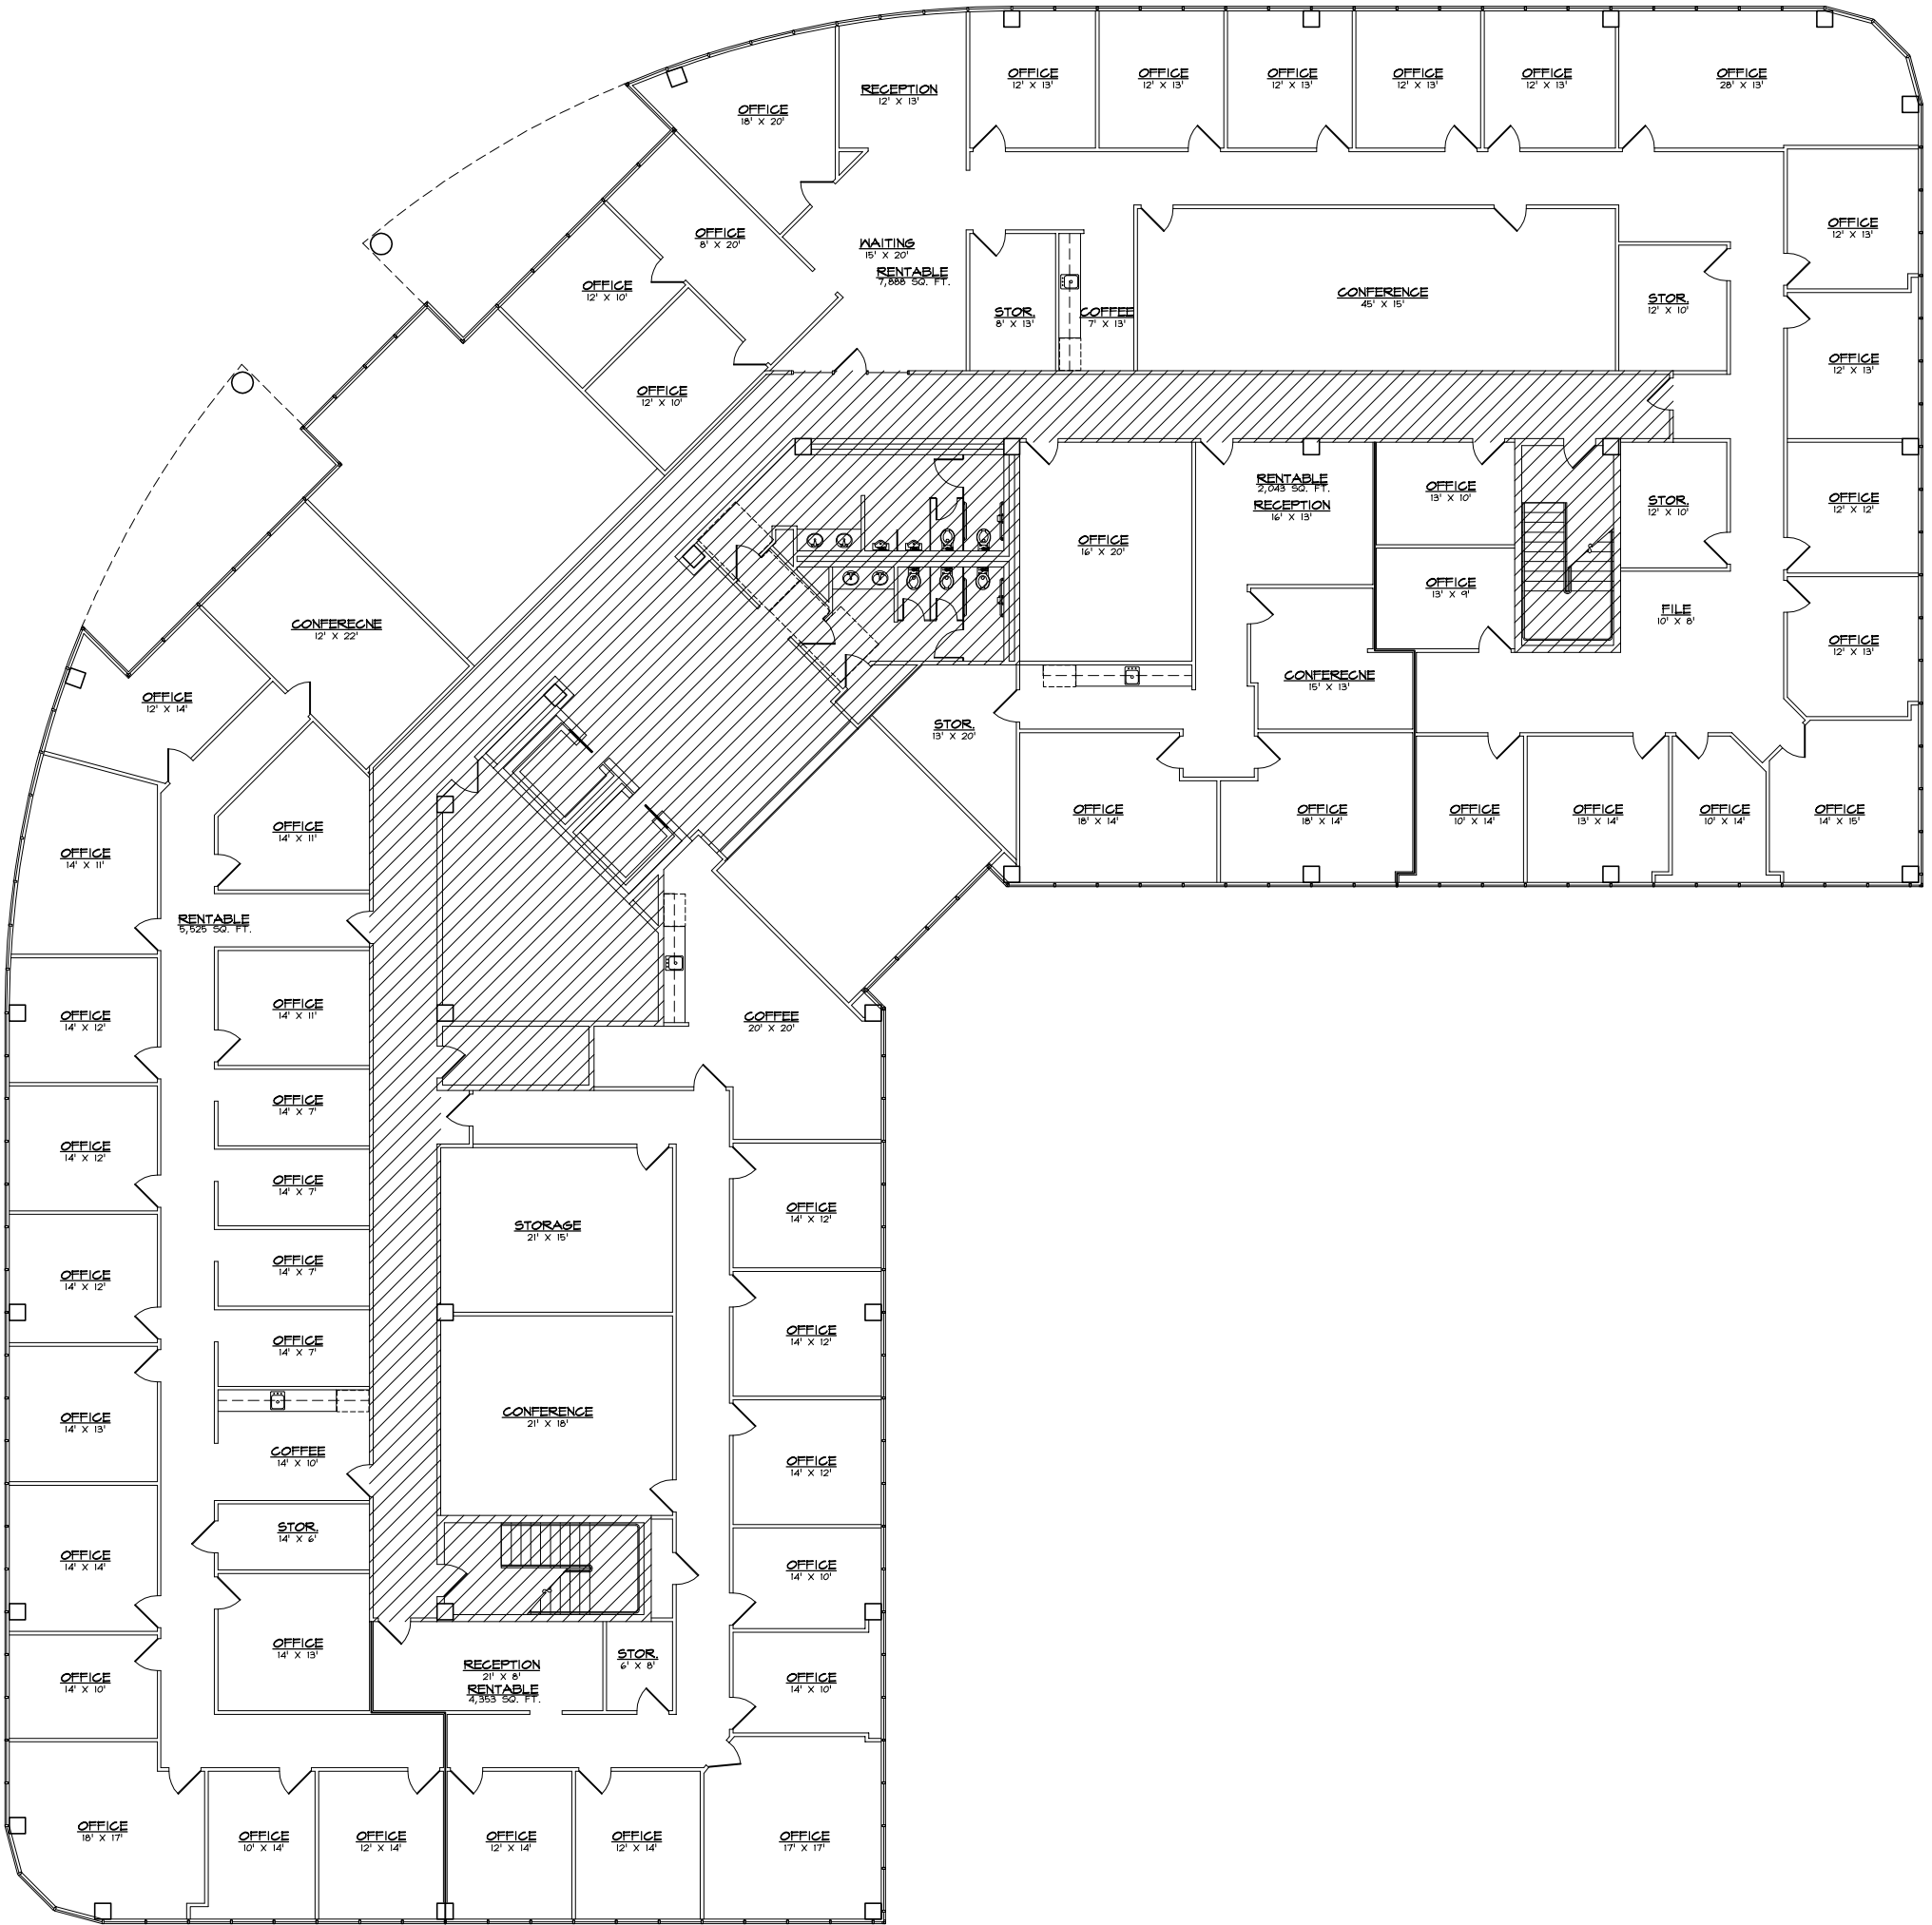 OFFICE
12' X 13'
OFFICE
12' X 13'
OFFICE
12' X 13'
OFFICE
12' X 13'
OFFICE
12' X 13'
OFFICE
28' X 13'
RECEPTION
12' X 13'
OFFICE
18' X 20'
OFFICE
8' X 20'
WAITING
15' X 20'
RENTABLE
7,888 SQ. FT.
OFFICE
12' X 13'
OFFICE
12' X 10'
STOR.
8' X 13'
COFFEE
7' X 13'
CONFERENCE
45' X 15'
STOR.
12' X 10'
OFFICE
12' X 13'
OFFICE
12' X 10'
RENTABLE
2,043 SQ. FT.
RECEPTION
16' X 13'
OFFICE
13' X 10'
STOR.
12' X 10'
OFFICE
12' X 12'
OFFICE
16' X 20'
OFFICE
13' X 9'
FILE
10' X 8'
OFFICE
12' X 13'
CONFERECNE
12' X 22'
CONFERECNE
15' X 13'
OFFICE
12' X 14'
STOR.
13' X 20'
OFFICE
18' X 14'
OFFICE
18' X 14'
OFFICE
10' X 14'
OFFICE
13' X 14'
OFFICE
10' X 14'
OFFICE
14' X 15'
OFFICE
14' X 11'
OFFICE
14' X 11'
RENTABLE
5,525 SQ. FT.
OFFICE
14' X 11'
OFFICE
14' X 12'
COFFEE
20' X 20'
OFFICE
14' X 7'
OFFICE
14' X 12'
OFFICE
14' X 7'
STORAGE
21' X 15'
OFFICE
14' X 12'
OFFICE
14' X 7'
OFFICE
14' X 12'
OFFICE
14' X 7'
OFFICE
14' X 12'
OFFICE
14' X 13'
CONFERENCE
21' X 18'
COFFEE
14' X 10'
OFFICE
14' X 12'
STOR.
14' X 6'
OFFICE
14' X 14'
OFFICE
14' X 10'
OFFICE
14' X 13'
RECEPTION
21' X 8'
RENTABLE
4,353 SQ. FT.
STOR.
6' X 8'
OFFICE
14' X 10'
OFFICE
14' X 10'
OFFICE
18' X 17'
OFFICE
10' X 14'
OFFICE
12' X 14'
OFFICE
12' X 14'
OFFICE
12' X 14'
OFFICE
17' X 17'